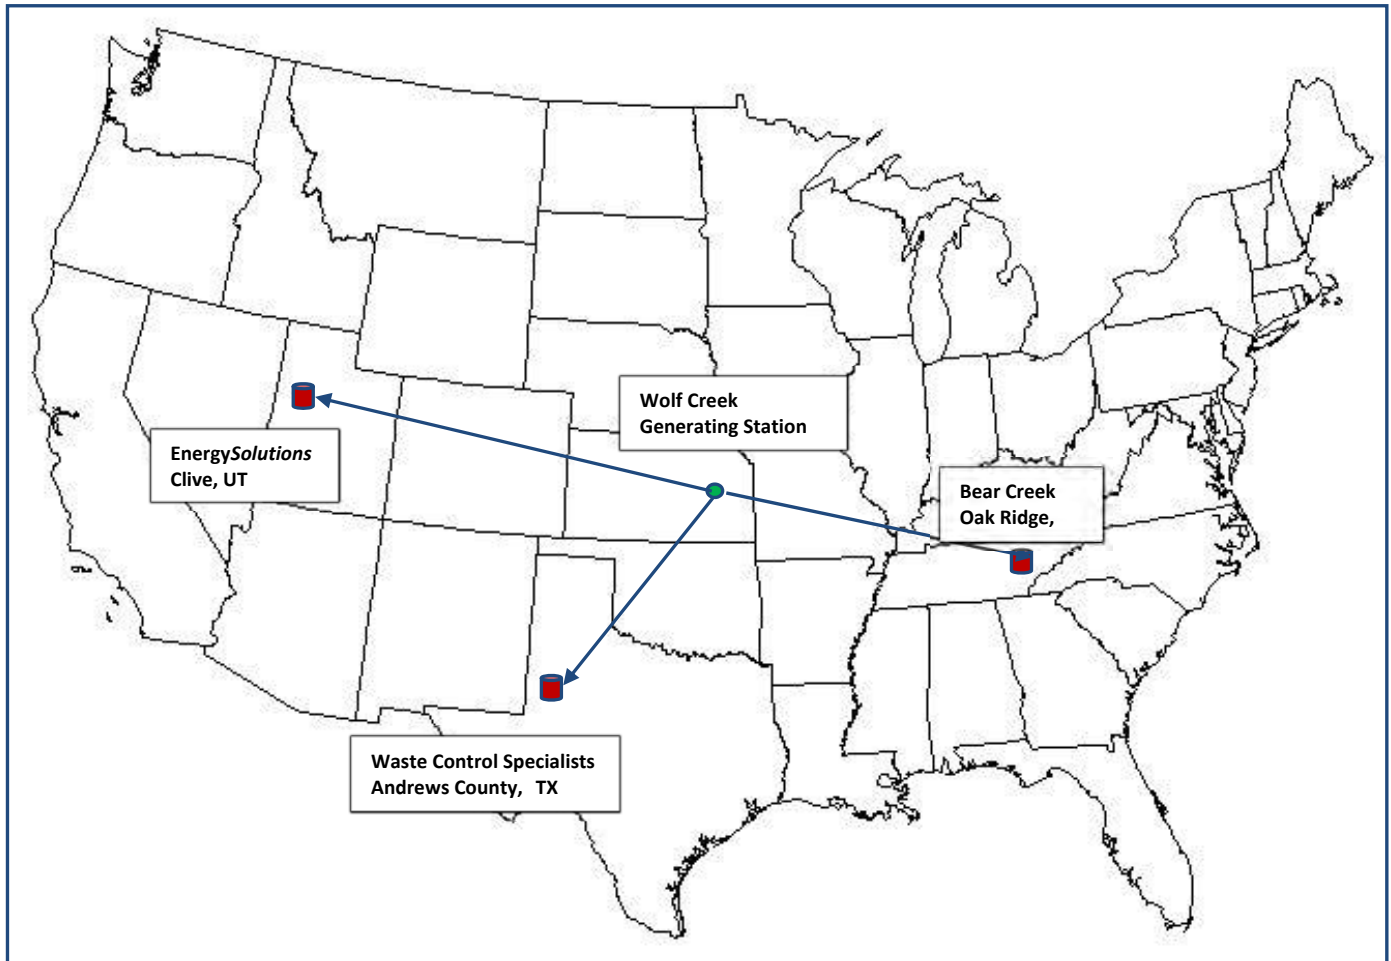 Wolf Creek
Generating Station
EnergySolutions
Clive, UT
Bear Creek
Oak Ridge,
Waste Control Specialists
Andrews County, TX